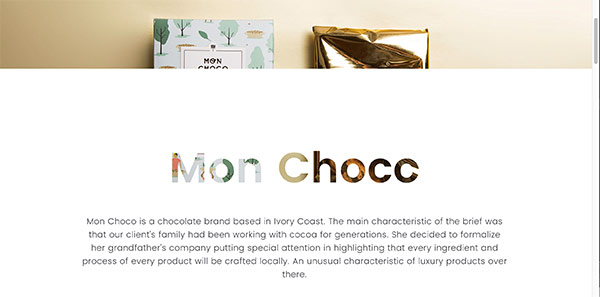 MON
CHOCO
Mon Chocc
Mon Choco is a chocolate brand based in Ivory Coast. The main characteristic of the brief was
that our client's family had been working with cocoa for generations. She decided to formalize
her grandfather's company putting special attention in highlighting that every ingredient and
process of every product will be crafted locally. An unusual characteristic of luxury products over
there.